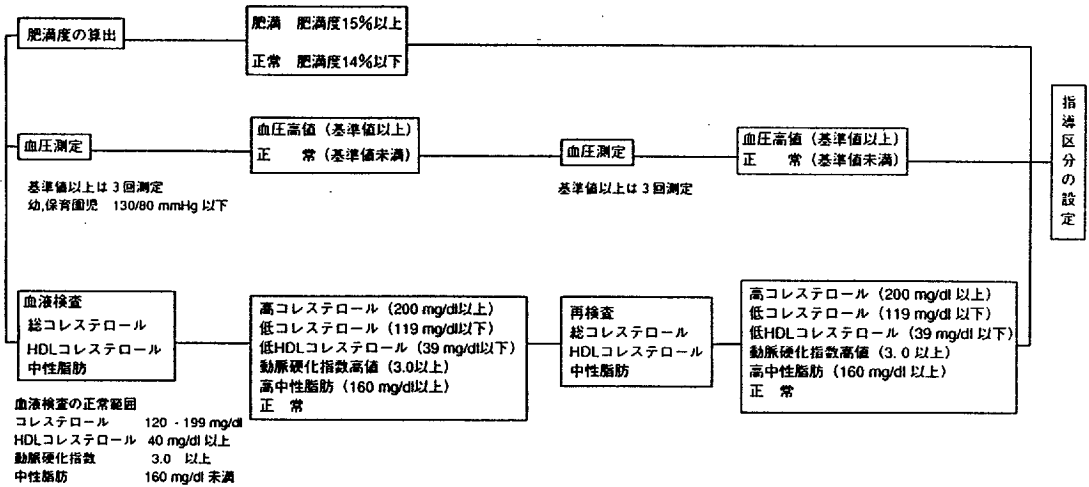 肥満度の算出
肥満 肥満度15%以上
正常 肥満度14%以下
血圧測定
基準値以上は3回測定
幼,保育園児 130/80 mmHg 以下
血圧高値(基準値以上)
正 常(基準値未満)
血圧測定
基準値以上は3回測定
血圧高値(基準値以上)
正 常(基準値未満)
血液検査
総コレステロール
HDLコレステロール
中性脂肪
高コレステロール(200 mg/dl以上)
低コレステロール(119 mg/dl以下)
低HDLコレステロール(39 mg/dl以下)
動脈硬化指数高値(3.0以上)
高中性脂肪(160 mg/dl以上)
正 常
再検査
総コレステロール
HDLコレステロール
中性脂肪
高コレステロール(200 mg/dl 以上)
低コレステロール(119 mg 以下)
低HDLコレステロール(39 mg/dl 以下)
動脈硬化指数高値(3. 0 以上)
高中性脂肪(160 mg/dl 以上)
正 常
指導区分の設定
血液検査の正常範囲
コレステロール 120 - 199 mg/dl
HDLコレステロール 40 mg/dl 以上
動脈硬化指数 3.0 以上
中性脂肪 160 mg/dl 未満